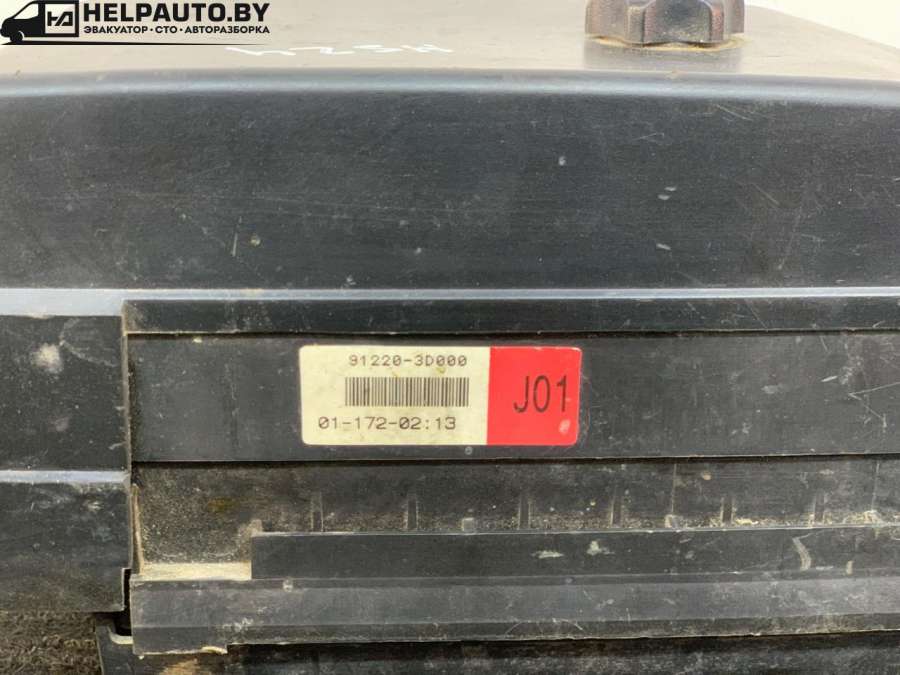 HELPAUTO.BY
ЭВАКУАТОР • СТО • АВТОРАЗБОРКА
91220-3D000
01-172-02:13
J01